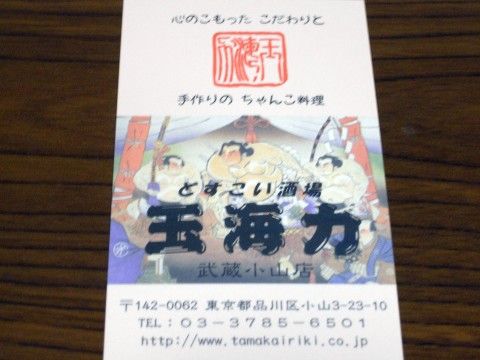 心のこもった こだわりと
玉海力
手作りの ちゃんこ料理
どすこい酒場
玉海力
武蔵小山店
〒142-0062 東京都品川区小山3-23-10
TEL：03-3785-6501
http://www.tamakairiki.co.jp